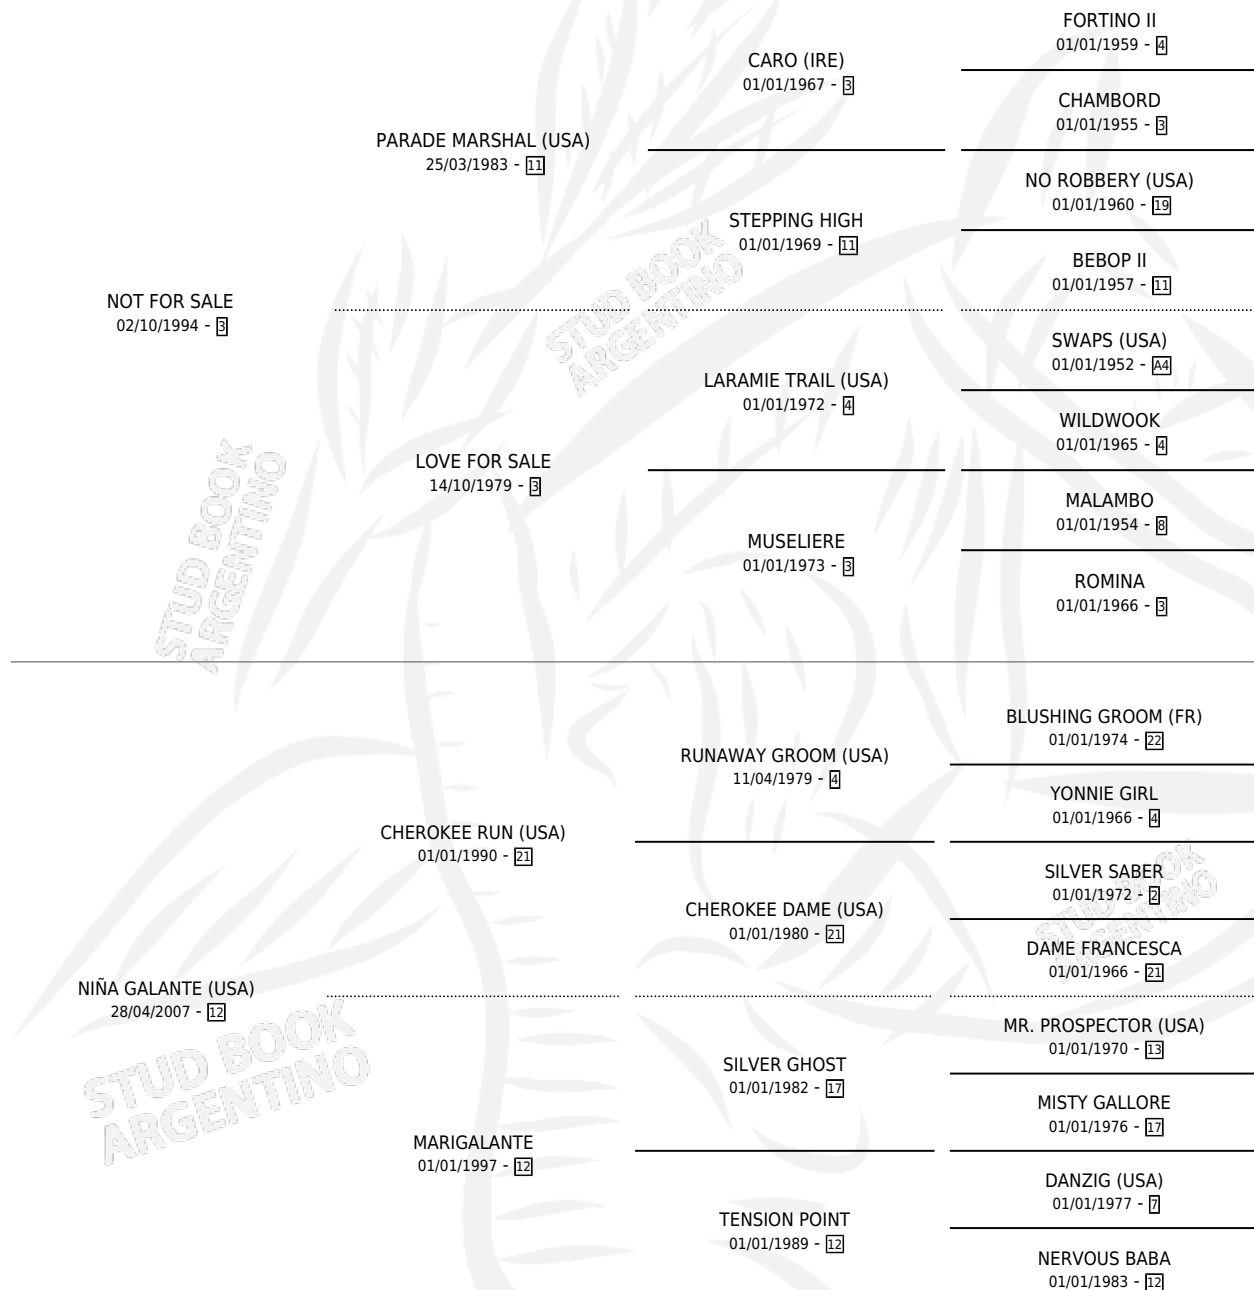 FORTINO II
01/01/1959 - 4
CARO (IRE)
01/01/1967 - 3
CHAMBORD
01/01/1955 - 3
PARADE MARSHAL (USA)
25/03/1983 - 11
NO ROBBERY (USA)
01/01/1960 - 19
STEPPING HIGH
01/01/1969 - 11
BEBOP II
01/01/1957 - 11
NOT FOR SALE
02/10/1994 - 3
STUD BOOK
ARGENTINO
SWAPS (USA)
01/01/1952 - A4
LARAMIE TRAIL (USA)
01/01/1972 - 4
WILDWOOK
01/01/1965 - 4
LOVE FOR SALE
14/10/1979 - 3
MALAMBO
01/01/1954 - 8
MUSELIERE
01/01/1973 - 3
ROMINA
01/01/1966 - 3
STUD BOOK
ARGENTINO
BLUSHING GROOM (FR)
01/01/1974 - 22
RUNAWAY GROOM (USA)
11/04/1979 - 4
YONNIE GIRL
01/01/1966 - 4
CHEROKEE RUN (USA)
01/01/1990 - 21
SILVER SABER
01/01/1972 - 2
CHEROKEE DAME (USA)
01/01/1980 - 21
DAME FRANCESCA
01/01/1966 - 21
STUD BOOK
ARGENTINO
NIÑA GALANTE (USA)
28/04/2007 - 12
MR. PROSPECTOR (USA)
01/01/1970 - 13
SILVER GHOST
01/01/1982 - 17
MISTY GALLORE
01/01/1976 - 17
STUD BOOK
ARGENTINO
MARIGALANTE
01/01/1997 - 12
DANZIG (USA)
01/01/1977 - 7
TENSION POINT
01/01/1989 - 12
NERVOUS BABA
01/01/1983 - 12